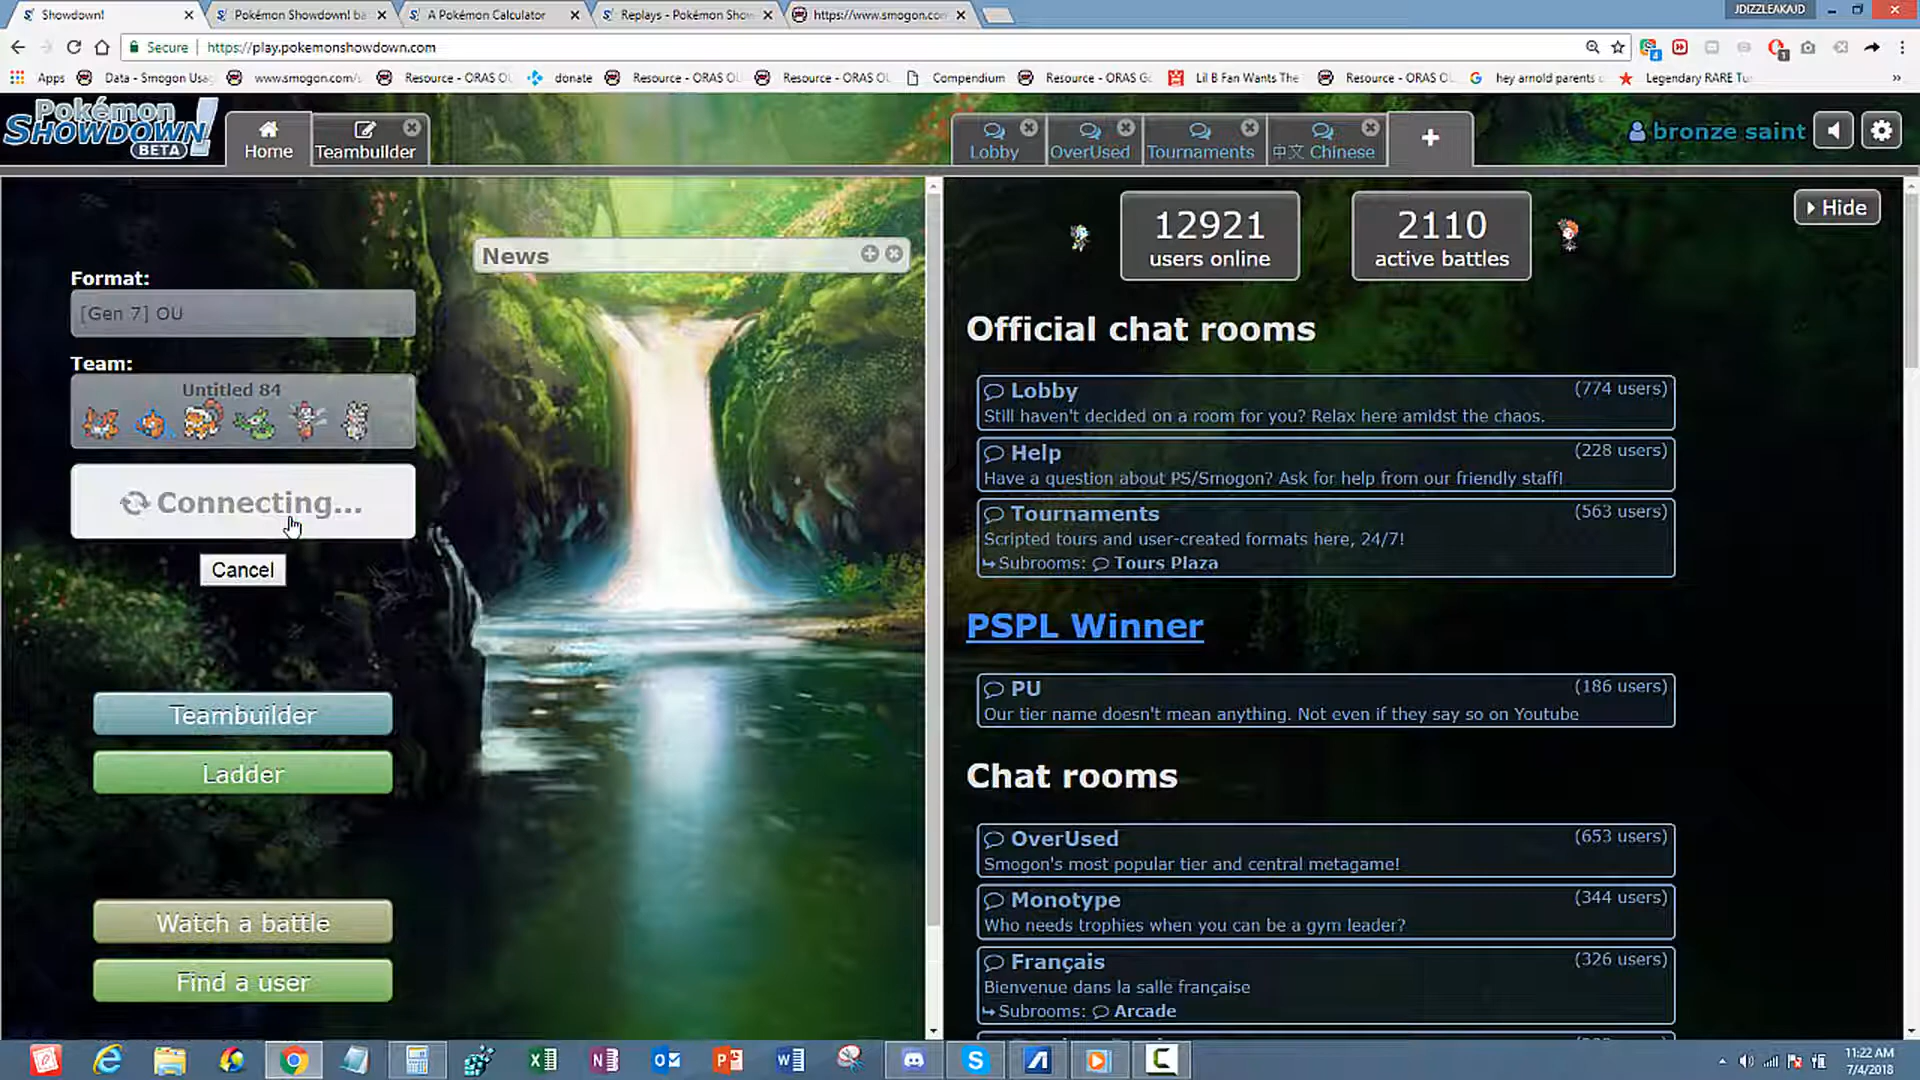 Showdown!
Pokémon Showdown! ba
A Pokémon Calculator
Replays - Pokémon Show
https://www.smogon.com
JDIZZLEAKAJD
Secure
https://play.pokemonshowdown.com
Apps
Data - Smogon Usa
www.smogon.com/s
Resource - ORAS OU
donate
Resource - ORAS OU
Resource - ORAS OU
Compendium
Resource - ORAS Ge
Lil B Fan Wants The
Resource - ORAS O
hey arnold parents
Legendary RARE Tu
Pokémon
SHOWDOWN!
BETA
Home
Teambuilder
Lobby
OverUsed
Tournaments
中文 Chinese
bronze saint
Format:
[Gen 7] OU
Team:
Untitled 84
Connecting...
Cancel
Teambuilder
Ladder
Watch a battle
Find a user
News
12921
users online
2110
active battles
Hide
Official chat rooms
Lobby (774 users)
Still haven't decided on a room for you? Relax here amidst the chaos.
Help (228 users)
Have a question about PS/Smogon? Ask for help from our friendly staff!
Tournaments (563 users)
Scripted tours and user-created formats here, 24/7!
Subrooms: Tours Plaza
PSPL Winner
PU (186 users)
Our tier name doesn't mean anything. Not even if they say so on Youtube
Chat rooms
OverUsed (653 users)
Smogon's most popular tier and central metagame!
Monotype (344 users)
Who needs trophies when you can be a gym leader?
Français (326 users)
Bienvenue dans la salle française
Subrooms: Arcade
11:22 AM
7/4/2018